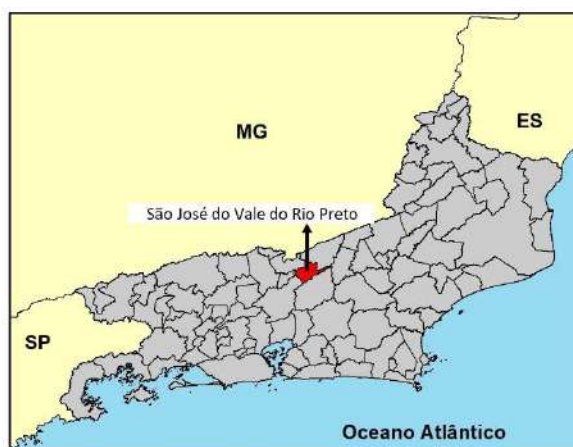 MG
ES
São José do Vale do Rio Preto
SP
Oceano Atlântico